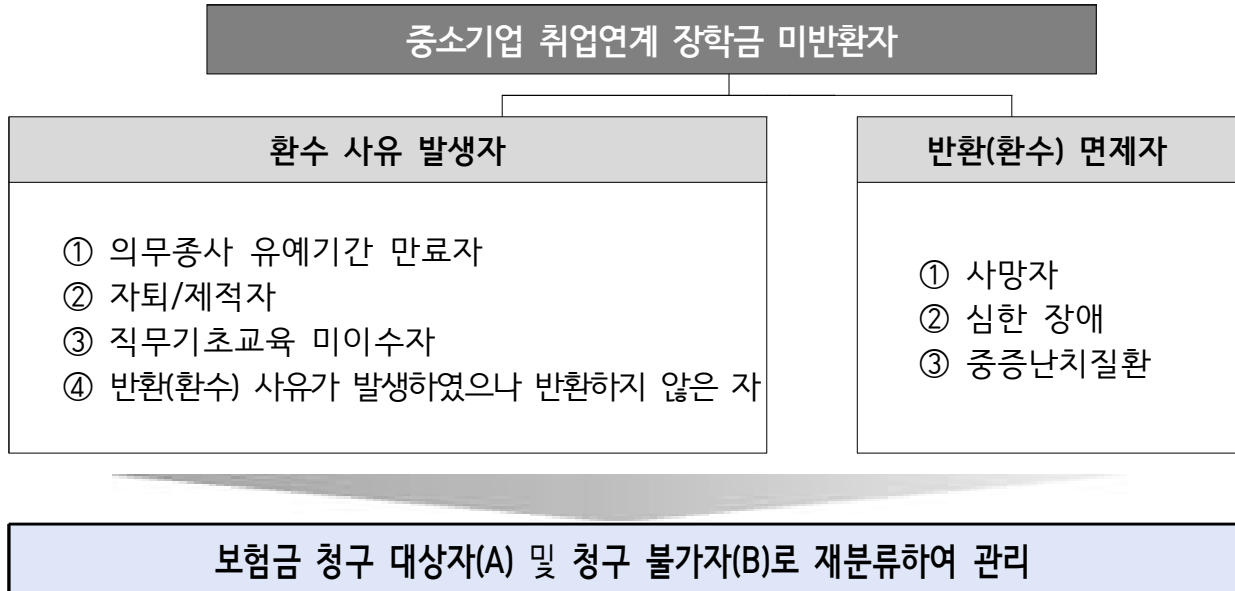 중소기업 취업연계 장학금 미반환자
환수 사유 발생자
① 의무종사 유예기간 만료자
② 자퇴/제적자
③ 직무기초교육 미이수자
④ 반환(환수) 사유가 발생하였으나 반환하지 않은 자
반환(환수) 면제자
① 사망자
② 심한 장애
③ 중증난치질환
보험금 청구 대상자(A) 및 청구 불가자(B)로 재분류하여 관리